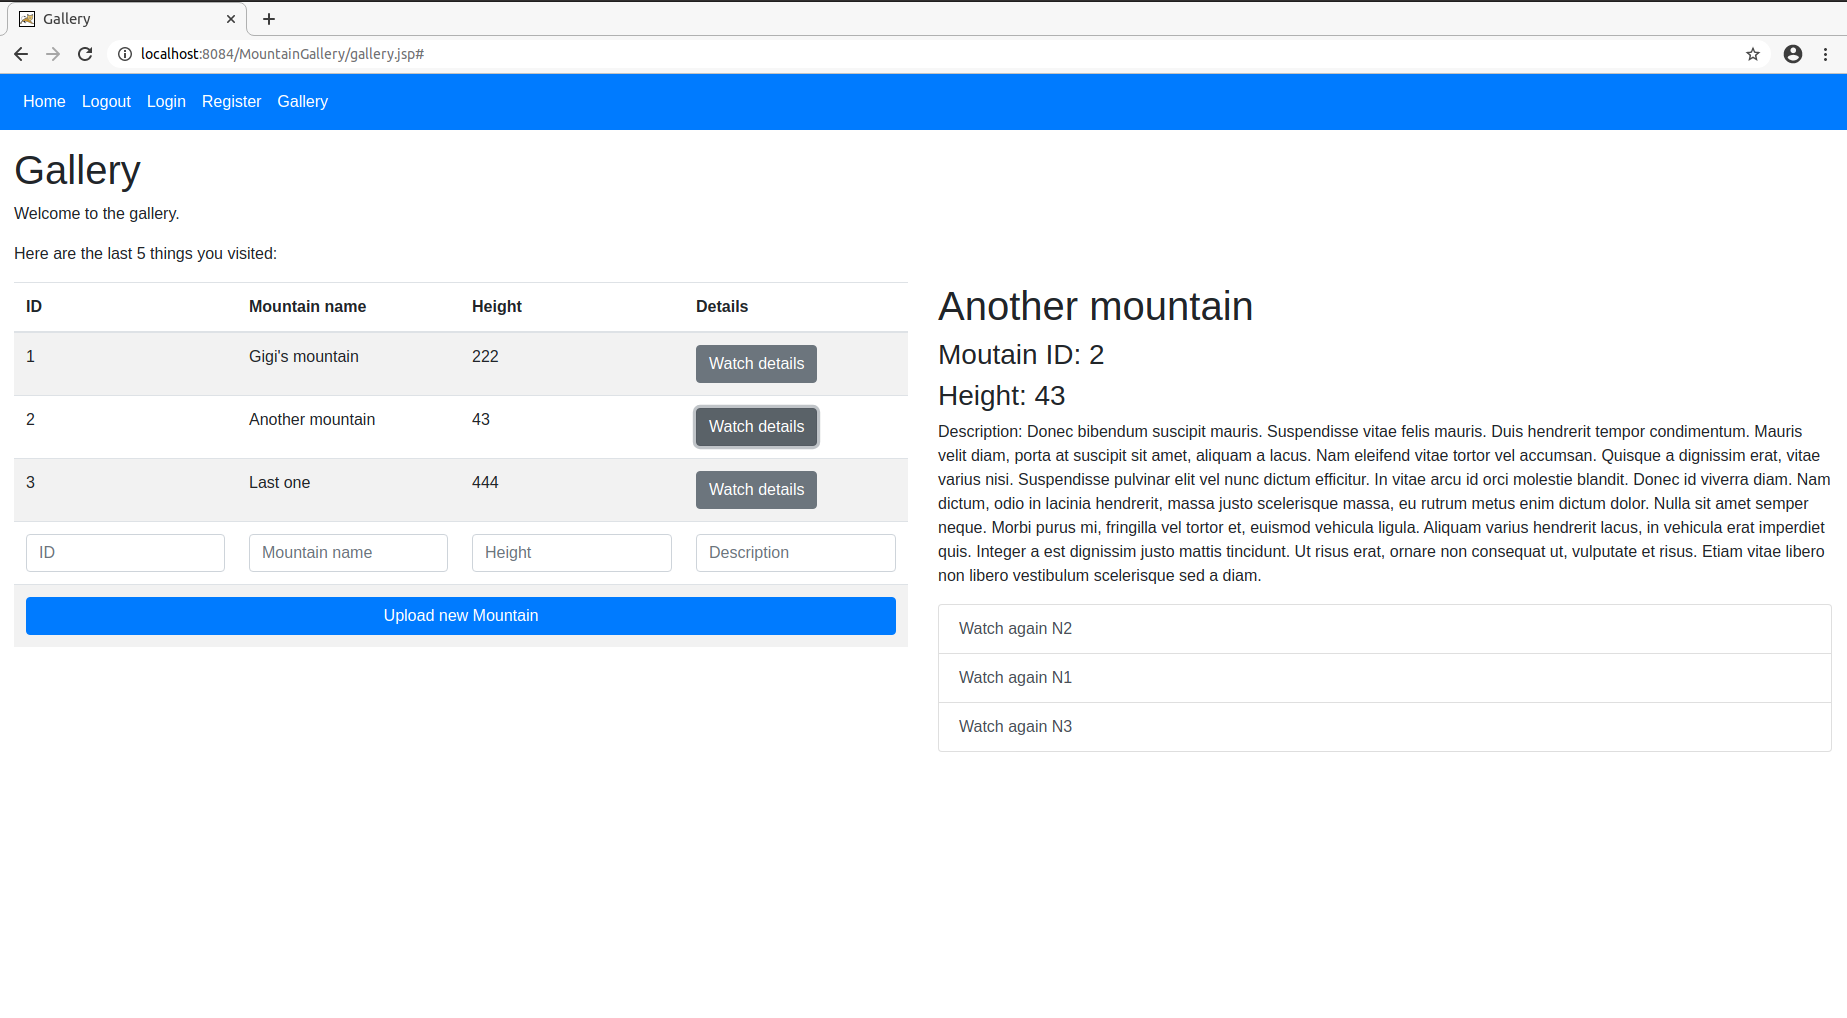 Gallery
localhost:8084/MountainGallery/gallery.jsp#
Home Logout Login Register Gallery
Gallery
Welcome to the gallery.
Here are the last 5 things you visited:
ID Mountain name Height Details
1 Gigi's mountain 222 Watch details
2 Another mountain 43 Watch details
3 Last one 444 Watch details
ID Mountain name Height Description
Upload new Mountain
Another mountain
Moutain ID: 2
Height: 43
Description: Donec bibendum suscipit mauris. Suspendisse vitae felis mauris. Duis hendrerit tempor condimentum. Mauris
velit diam, porta at suscipit sit amet, aliquam a lacus. Nam eleifend vitae tortor vel accumsan. Quisque a dignissim erat, vitae
varius nisi. Suspendisse pulvinar elit vel nunc dictum efficitur. In vitae arcu id orci molestie blandit. Donec id viverra diam. Nam
dictum, odio in lacinia hendrerit, massa justo scelerisque massa, eu rutrum metus enim dictum dolor. Nulla sit amet semper
neque. Morbi purus mi, fringilla vel tortor et, euismod vehicula ligula. Aliquam varius hendrerit lacus, in vehicula erat imperdiet
quis. Integer a est dignissim justo mattis tincidunt. Ut risus erat, ornare non consequat ut, vulputate et risus. Etiam vitae libero
non libero vestibulum scelerisque sed a diam.
Watch again N2
Watch again N1
Watch again N3